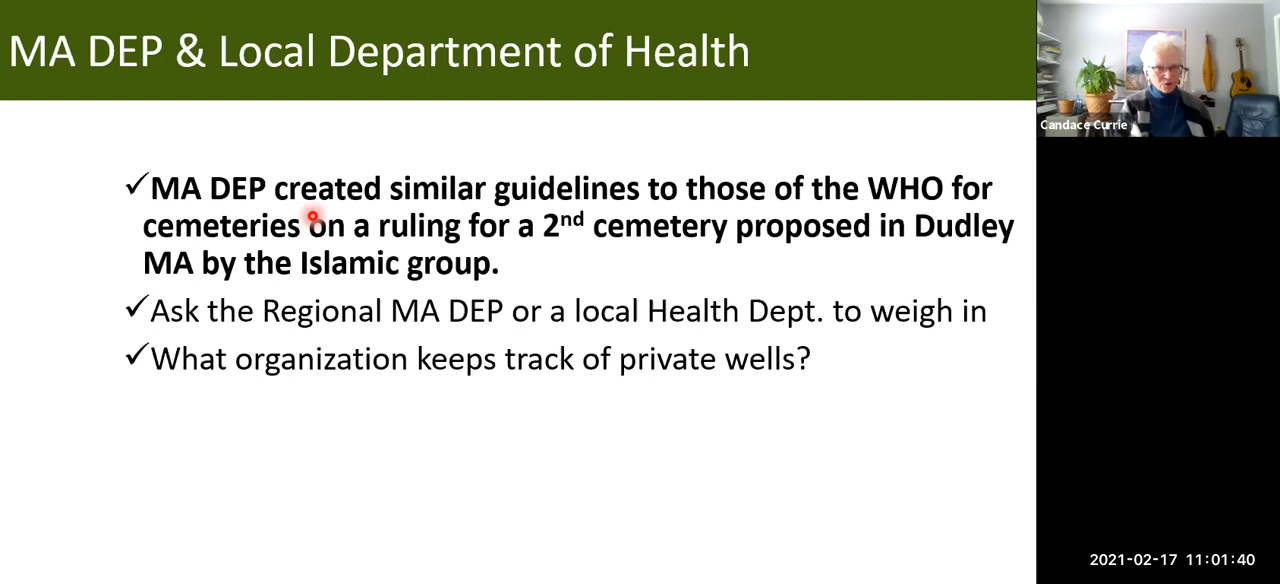 MA DEP & Local Department of Health
Candace Currie
✓MA DEP created similar guidelines to those of the WHO for
cemeteries on a ruling for a 2nd cemetery proposed in Dudley
MA by the Islamic group.
✓Ask the Regional MA DEP or a local Health Dept. to weigh in
✓What organization keeps track of private wells?
2021-02-17 11:01:40